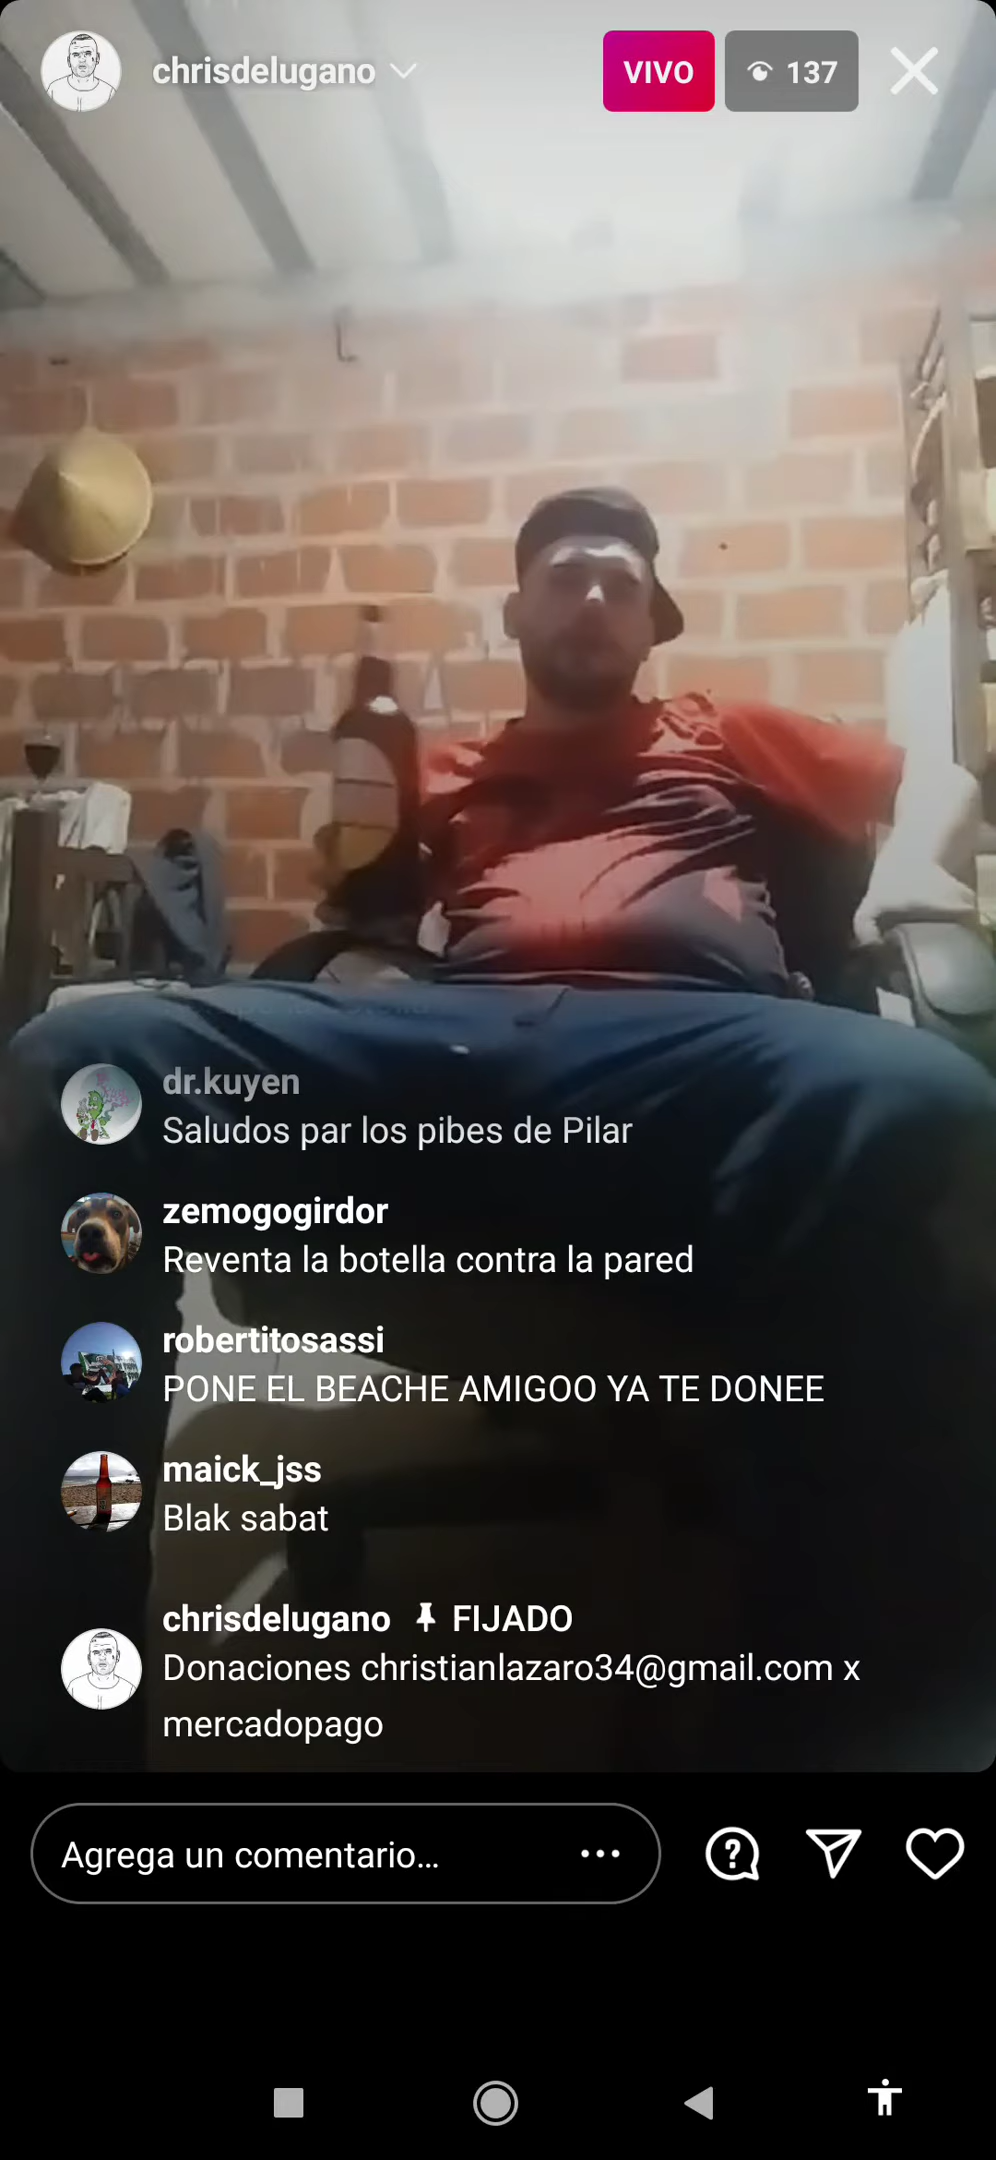 chrisdelugano
VIVO
137
dr.kuyen
Saludos par los pibes de Pilar
zemogogirdor
Reventa la botella contra la pared
robertitosassi
PONE EL BEACHE AMIGOO YA TE DONEE
maick_jss
Blak sabat
chrisdelugano FIJADO
Donaciones christianlazaro34@gmail.com x
mercadopago
Agrega un comentario...